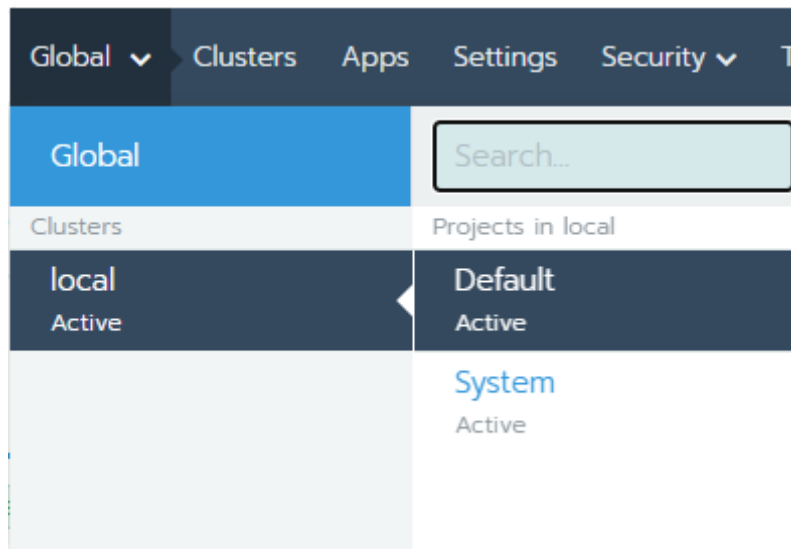 Global Clusters Apps Settings Security
Global
Search...
Clusters
Projects in local
local
Active
Default
Active
System
Active